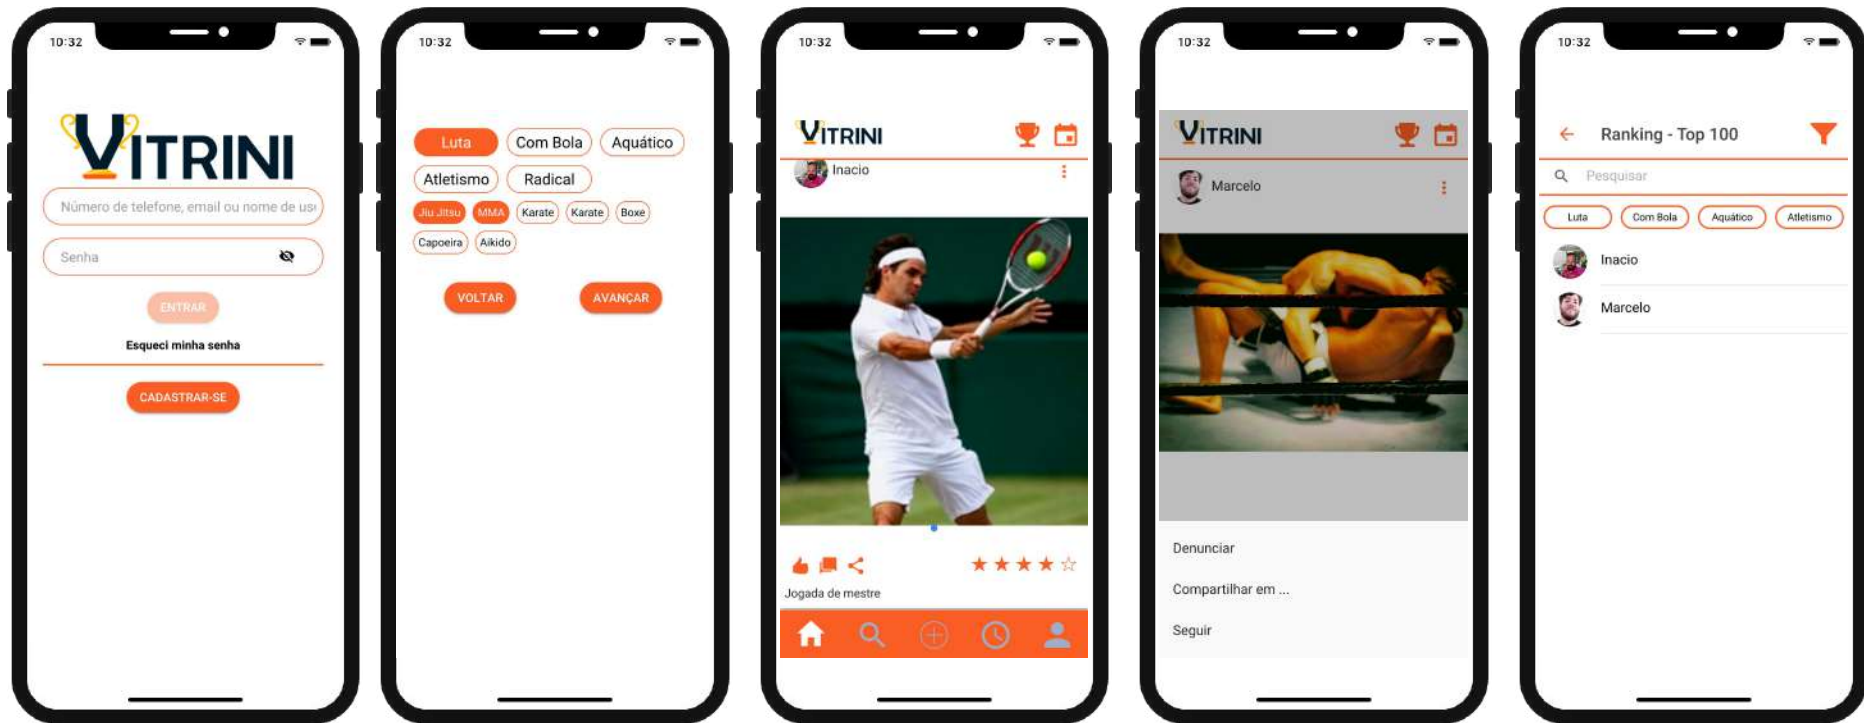 10:32
VITRINI
Número de telefone, email ou nome de usu
Senha
ENTRAR
Esqueci minha senha
CADASTRAR-SE
10:32
Luta Com Bola Aquático
Atletismo Radical
Jiu Jitsu MMA Karate Karate Boxe
Capoeira Aikido
VOLTAR AVANÇAR
10:32
VITRINI
Inacio
Jogada de mestre
10:32
VITRINI
Marcelo
Denunciar
Compartilhar em ...
Seguir
10:32
Ranking - Top 100
Pesquisar
Luta Com Bola Aquático Atletismo
Inacio
Marcelo